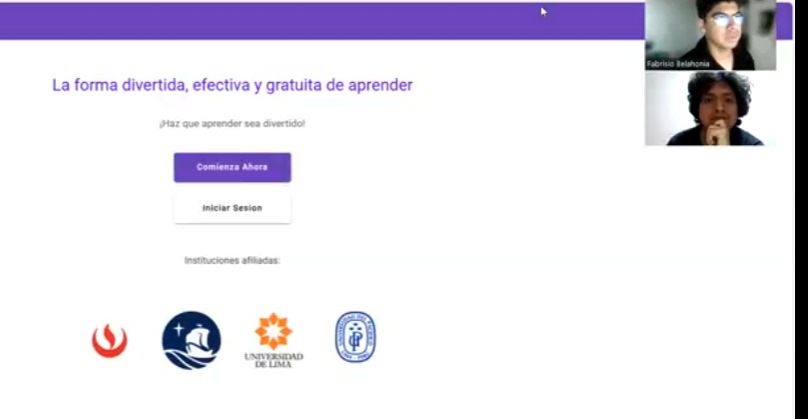 Fabrisio Belahonia
La forma divertida, efectiva y gratuita de aprender
¡Haz que aprender sea divertido!
Comienza Ahora
Iniciar Sesion
Instituciones afiliadas:
UNIVERSIDAD
DE LIMA